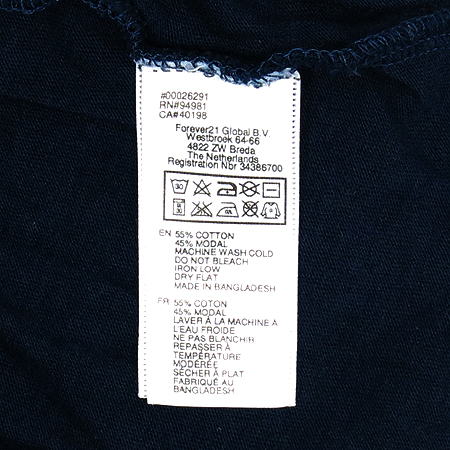 #00026291
RN#94981
CA#40198
Forever21 Global B.V.
Westbroek 64-66
4822 ZW Breda
The Netherlands
Registration Nbr 34386700
30
30
EN 55% COTTON
45% MODAL
MACHINE WASH COLD
DO NOT BLEACH
IRON LOW
DRY FLAT
MADE IN BANGLADESH
FR 55% COTON
45% MODAL
LAVER À LA MACHINE À
L'EAU FROIDE
NE PAS BLANCHIR
REPASSER À
TEMPÉRATURE
MODÉRÉE
SÉCHER À PLAT
FABRIQUÉ AU
BANGLADESH